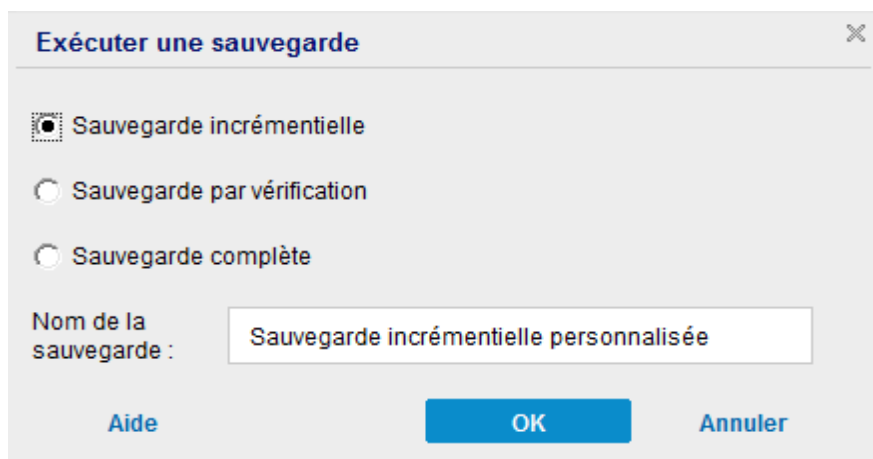 Exécuter une sauvegarde
Sauvegarde incrémentielle
Sauvegarde par vérification
Sauvegarde complète
Nom de la
sauvegarde :
Sauvegarde incrémentielle personnalisée
Aide
OK
Annuler